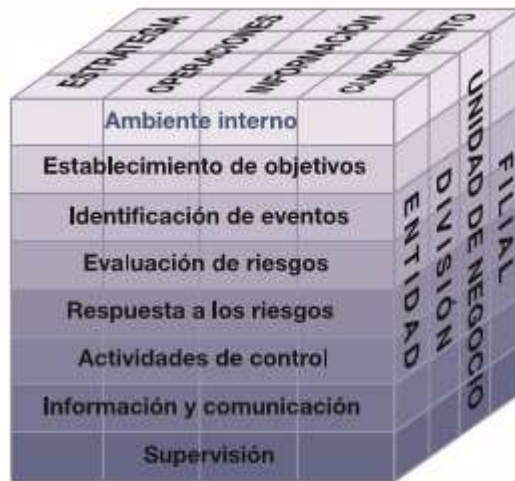 ESTRATEGIA
OPERACIONES
INFORMACIÓN
CUMPLIMIENTO
Ambiente interno
Establecimiento de objetivos
Identificación de eventos
Evaluación de riesgos
Respuesta a los riesgos
Actividades de control
Información y comunicación
Supervisión
ENTIDAD
DIVISIÓN
UNIDAD DE NEGOCIO
FILIAL